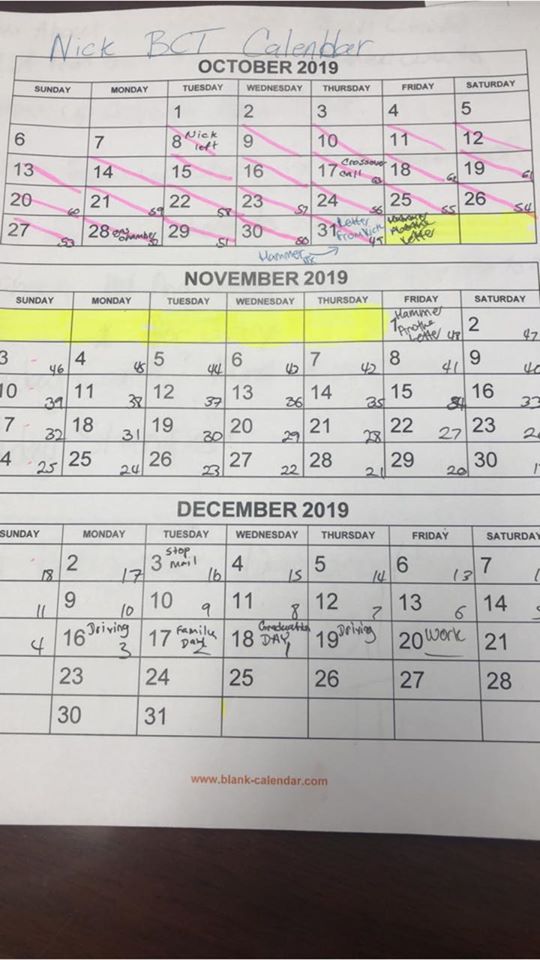 Nick BCT Calendar
OCTOBER 2019
SUNDAY MONDAY TUESDAY WEDNESDAY THURSDAY FRIDAY SATURDAY
1 2 3 4 5
6 7 8 Nick left 9 10 11 12
13 14 15 16 17 Crossover call 63 18 62 19 61
20 60 21 59 22 58 23 57 24 56 25 55 26 54
27 53 28 gas chamber 52 29 51 30 50 31 Letter from Nick 49 Letter
Hammer
NOVEMBER 2019
SUNDAY MONDAY TUESDAY WEDNESDAY THURSDAY FRIDAY SATURDAY
1 Hammer Anothe Letter 48 2 47
3 46 4 45 5 44 6 43 7 42 8 41 9 40
10 39 11 38 12 37 13 36 14 35 15 34 16 33
7 32 18 31 19 30 20 29 21 28 22 27 23 2
4 25 25 24 26 23 27 22 28 21 29 20 30 1
DECEMBER 2019
SUNDAY MONDAY TUESDAY WEDNESDAY THURSDAY FRIDAY SATURDAY
18 2 17 3 Stop Mail 16 4 15 5 14 6 13 7
11 9 10 10 9 11 8 12 7 13 6 14
4 16 Driving 3 17 Family Day 2 18 Graduation DAY 1 19 Driving 20 Work 21
23 24 25 26 27 28
30 31
www.blank-calendar.com